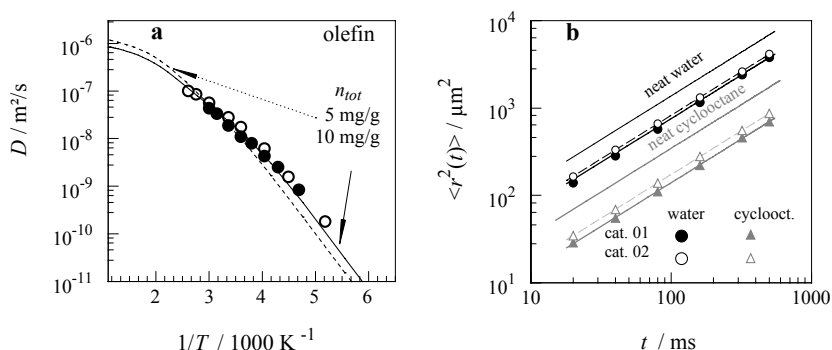 a
olefin
10⁻⁶
10⁻⁷
10⁻⁸
10⁻⁹
10⁻¹⁰
10⁻¹¹
D / m²/s
n_tot
5 mg/g
10 mg/g
2 3 4 5 6
1/T / 1000 K⁻¹
b
10⁴
10³
10²
10¹
<r²(t)> / µm²
neat water
neat cyclooctane
water cyclooct.
cat. 01
cat. 02
10 100 1000
t / ms